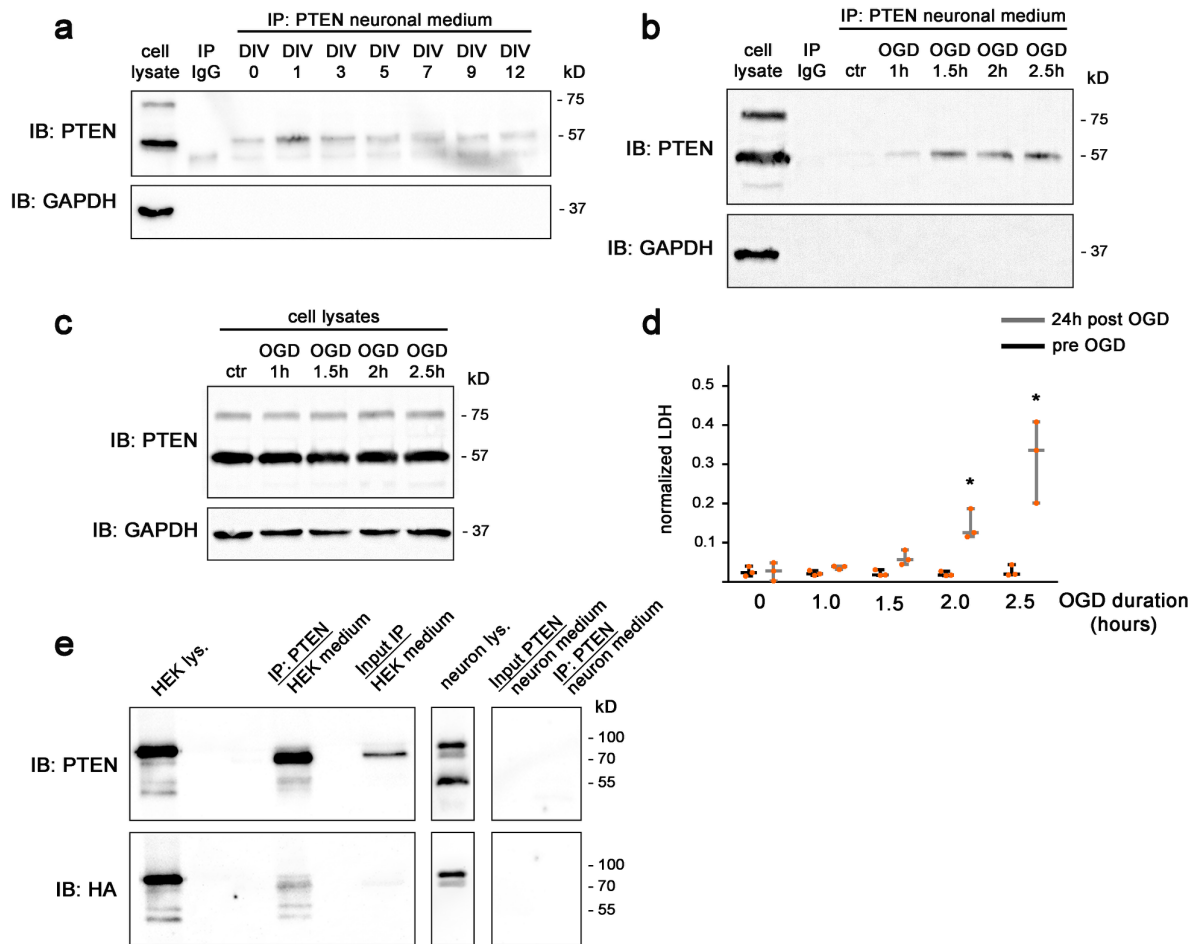 a
IP: PTEN neuronal medium
cell lysate IP IgG DIV 0 DIV 1 DIV 3 DIV 5 DIV 7 DIV 9 DIV 12 kD
IB: PTEN
- 75
- 57
IB: GAPDH
- 37
b
IP: PTEN neuronal medium
cell lysate IP IgG ctr OGD 1h OGD 1.5h OGD 2h OGD 2.5h kD
IB: PTEN
- 75
- 57
IB: GAPDH
- 37
c
cell lysates
ctr OGD 1h OGD 1.5h OGD 2h OGD 2.5h kD
IB: PTEN
- 75
- 57
IB: GAPDH
- 37
d
24h post OGD
pre OGD
normalized LDH
0.5
0.4
0.3
0.2
0.1
*
*
0 1.0 1.5 2.0 2.5
OGD duration
(hours)
e
HEK lys.
IP: PTEN
HEK medium
Input IP
HEK medium
neuron lys.
Input PTEN
neuron medium
IP: PTEN
neuron medium
kD
IB: PTEN
- 100
- 70
- 55
IB: HA
- 100
- 70
- 55